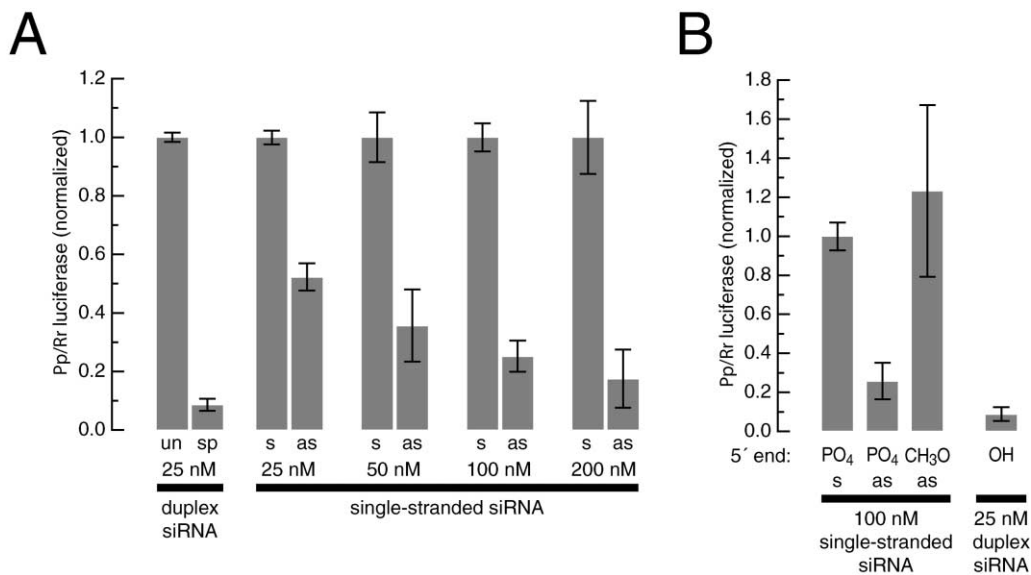 A
Pp/Rr luciferase (normalized)
1.2
1.0
0.8
0.6
0.4
0.2
0.0
un sp s as s as s as s as
25 nM 25 nM 50 nM 100 nM 200 nM
duplex siRNA
single-stranded siRNA
B
Pp/Rr luciferase (normalized)
1.8
1.6
1.4
1.2
1.0
0.8
0.6
0.4
0.2
0.0
5´ end: PO₄ PO₄ CH₃O OH
s as as
100 nM
single-stranded
siRNA
25 nM
duplex
siRNA